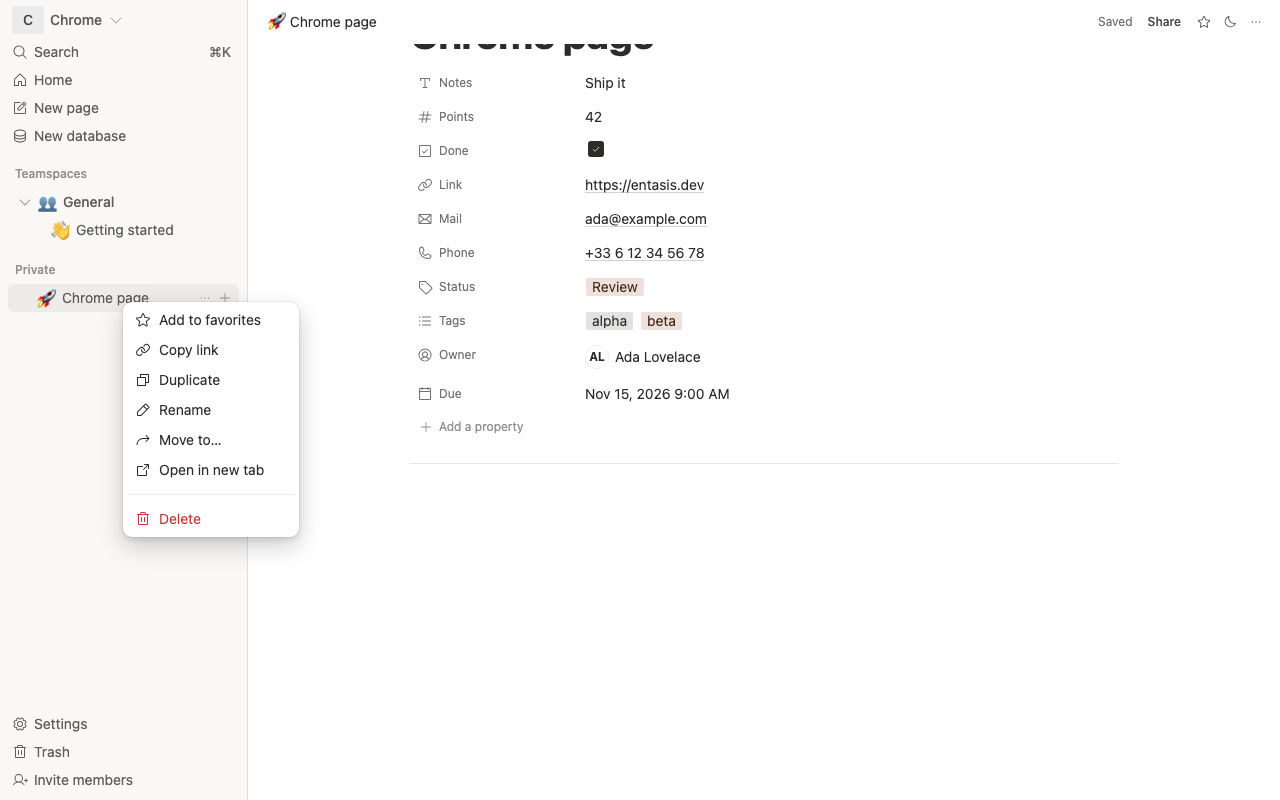 C Chrome
Search ⌘K
Home
New page
New database
Teamspaces
General
Getting started
Private
Chrome page
Add to favorites
Copy link
Duplicate
Rename
Move to...
Open in new tab
Delete
Settings
Trash
Invite members
Chrome page
Saved Share
Chrome page
Notes Ship it
Points 42
Done
Link https://entasis.dev
Mail ada@example.com
Phone +33 6 12 34 56 78
Status Review
Tags alpha beta
Owner AL Ada Lovelace
Due Nov 15, 2026 9:00 AM
Add a property